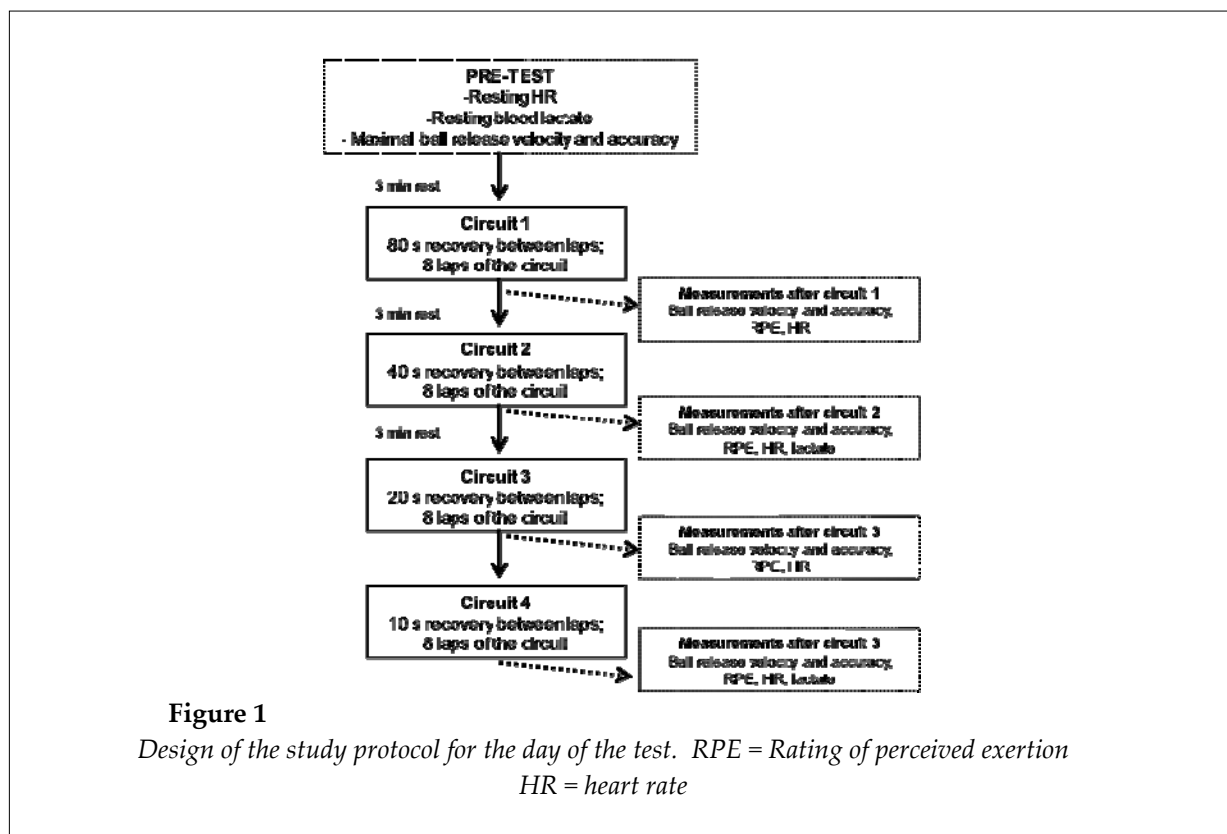 PRE-TEST
-Resting HR
-Resting blood lactate
- Maximal ball release velocity and accuracy
3 min rest
Circuit 1
80 s recovery between laps;
8 laps of the circuit
Measurements after circuit 1
Ball release velocity and accuracy,
RPE, HR
3 min rest
Circuit 2
40 s recovery between laps;
8 laps of the circuit
Measurements after circuit 2
Ball release velocity and accuracy,
RPE, HR, lactate
3 min rest
Circuit 3
20 s recovery between laps;
8 laps of the circuit
Measurements after circuit 3
Ball release velocity and accuracy,
RPE, HR
Circuit 4
10 s recovery between laps;
8 laps of the circuit
Measurements after circuit 3
Ball release velocity and accuracy,
RPE, HR, lactate
Figure 1
Design of the study protocol for the day of the test. RPE = Rating of perceived exertion
HR = heart rate